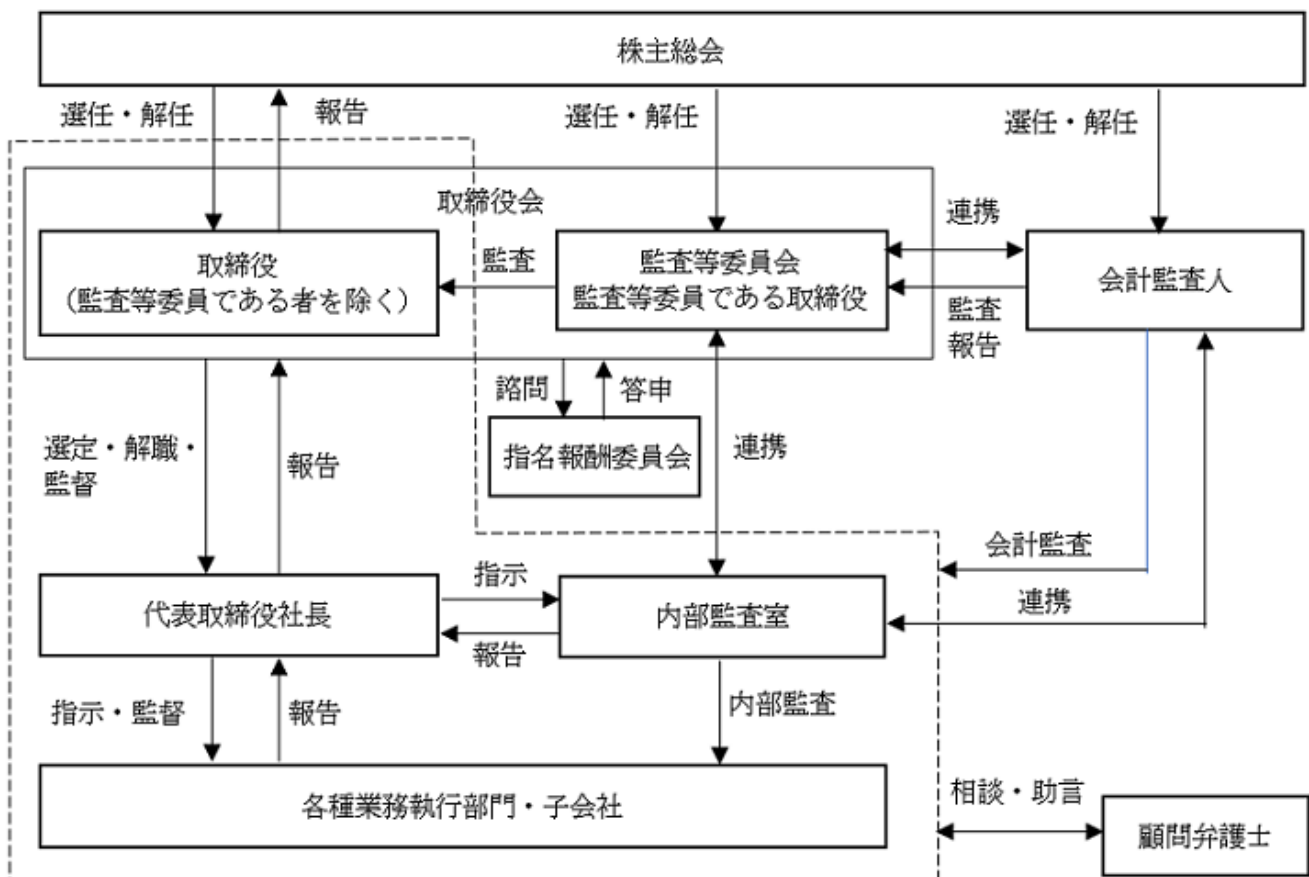 株主総会
選任・解任
報告
選任・解任
選任・解任
取締役会
取締役
（監査等委員である者を除く）
監査
監査等委員会
監査等委員である取締役
連携
監査
報告
会計監査人
諮問
答申
指名報酬委員会
選定・解職・
監督
報告
連携
会計監査
連携
代表取締役社長
指示
報告
内部監査室
指示・監督
報告
内部監査
各種業務執行部門・子会社
相談・助言
顧問弁護士